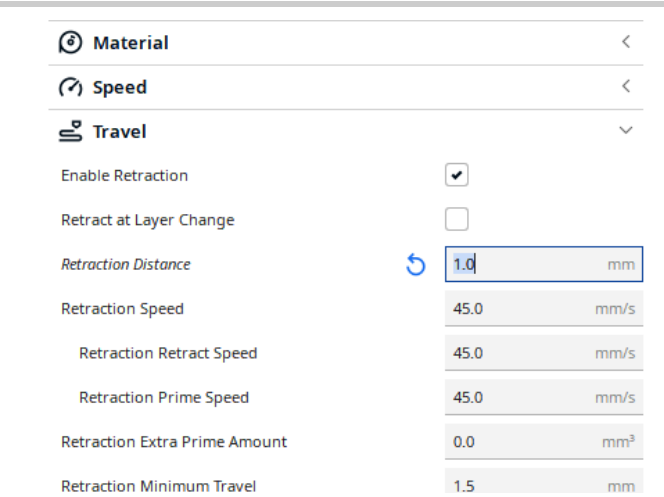 Material
Speed
Travel
Enable Retraction
Retract at Layer Change
Retraction Distance 1.0 mm
Retraction Speed 45.0 mm/s
Retraction Retract Speed 45.0 mm/s
Retraction Prime Speed 45.0 mm/s
Retraction Extra Prime Amount 0.0 mm³
Retraction Minimum Travel 1.5 mm